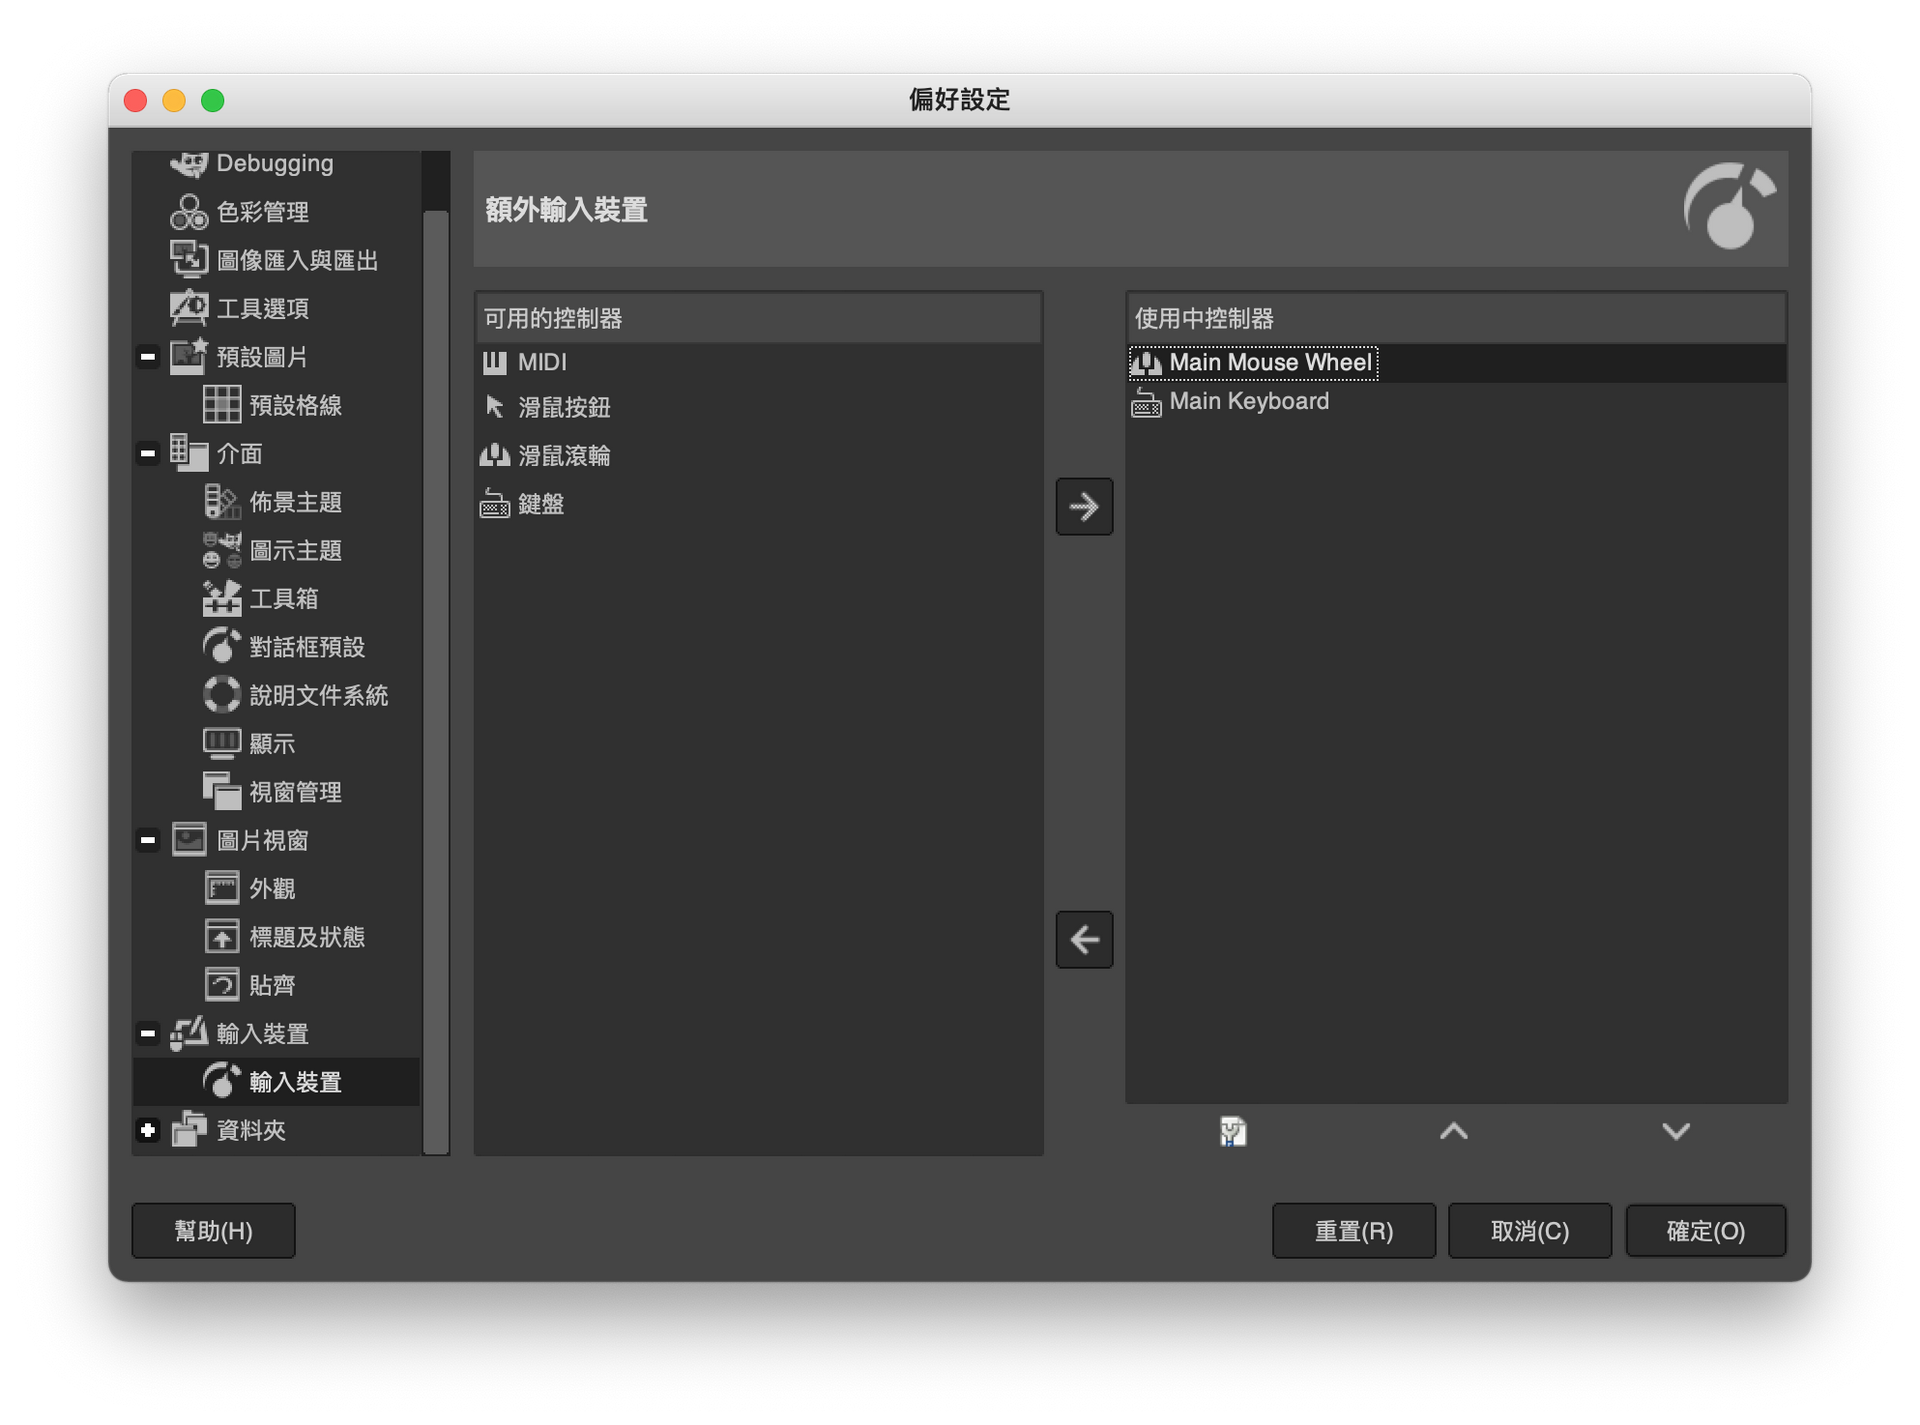 偏好設定
Debugging
色彩管理
圖像匯入與匯出
工具選項
預設圖片
預設格線
介面
佈景主題
圖示主題
工具箱
對話框預設
說明文件系統
顯示
視窗管理
圖片視窗
外觀
標題及狀態
貼齊
輸入裝置
輸入裝置
資料夾
額外輸入裝置
可用的控制器
MIDI
滑鼠按鈕
滑鼠滾輪
鍵盤
使用中控制器
Main Mouse Wheel
Main Keyboard
幫助(H)
重置(R)
取消(C)
確定(O)